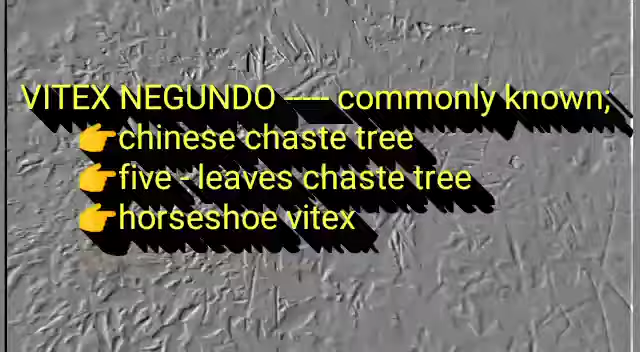 VITEX NEGUNDO ----- commonly known;
👉chinese chaste tree
👉five - leaves chaste tree
👉horseshoe vitex